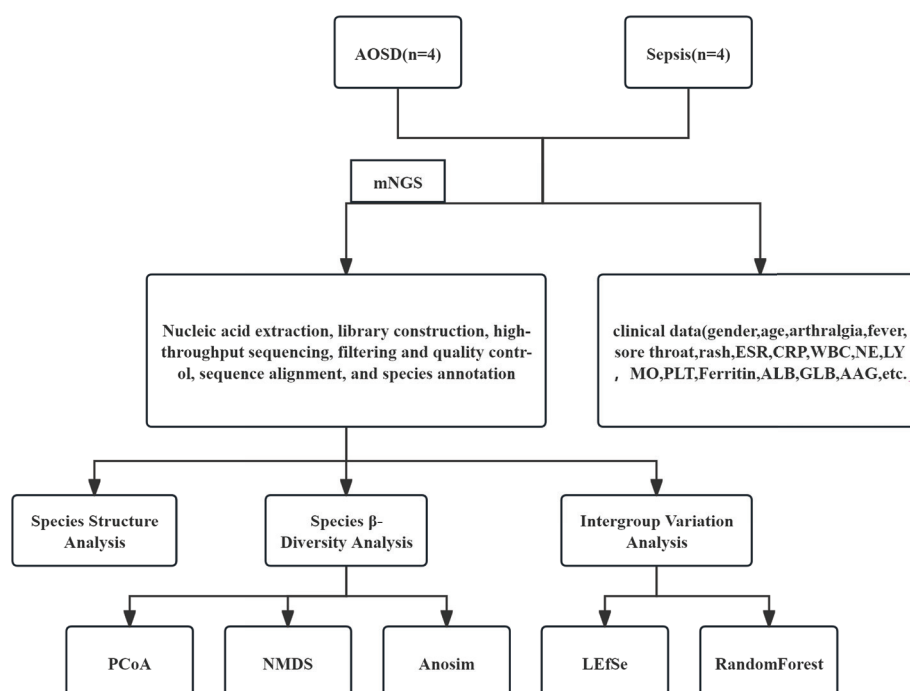 AOSD(n=4)
Sepsis(n=4)
mNGS
Nucleic acid extraction, library construction, high-
throughput sequencing, filtering and quality contr-
ol, sequence alignment, and species annotation
clinical data(gender,age,arthralgia,fever,
sore throat,rash,ESR,CRP,WBC,NE,LY
, MO,PLT,Ferritin,ALB,GLB,AAG,etc.
Species Structure
Analysis
Species β-
Diversity Analysis
Intergroup Variation
Analysis
PCoA
NMDS
Anosim
LEfSe
RandomForest